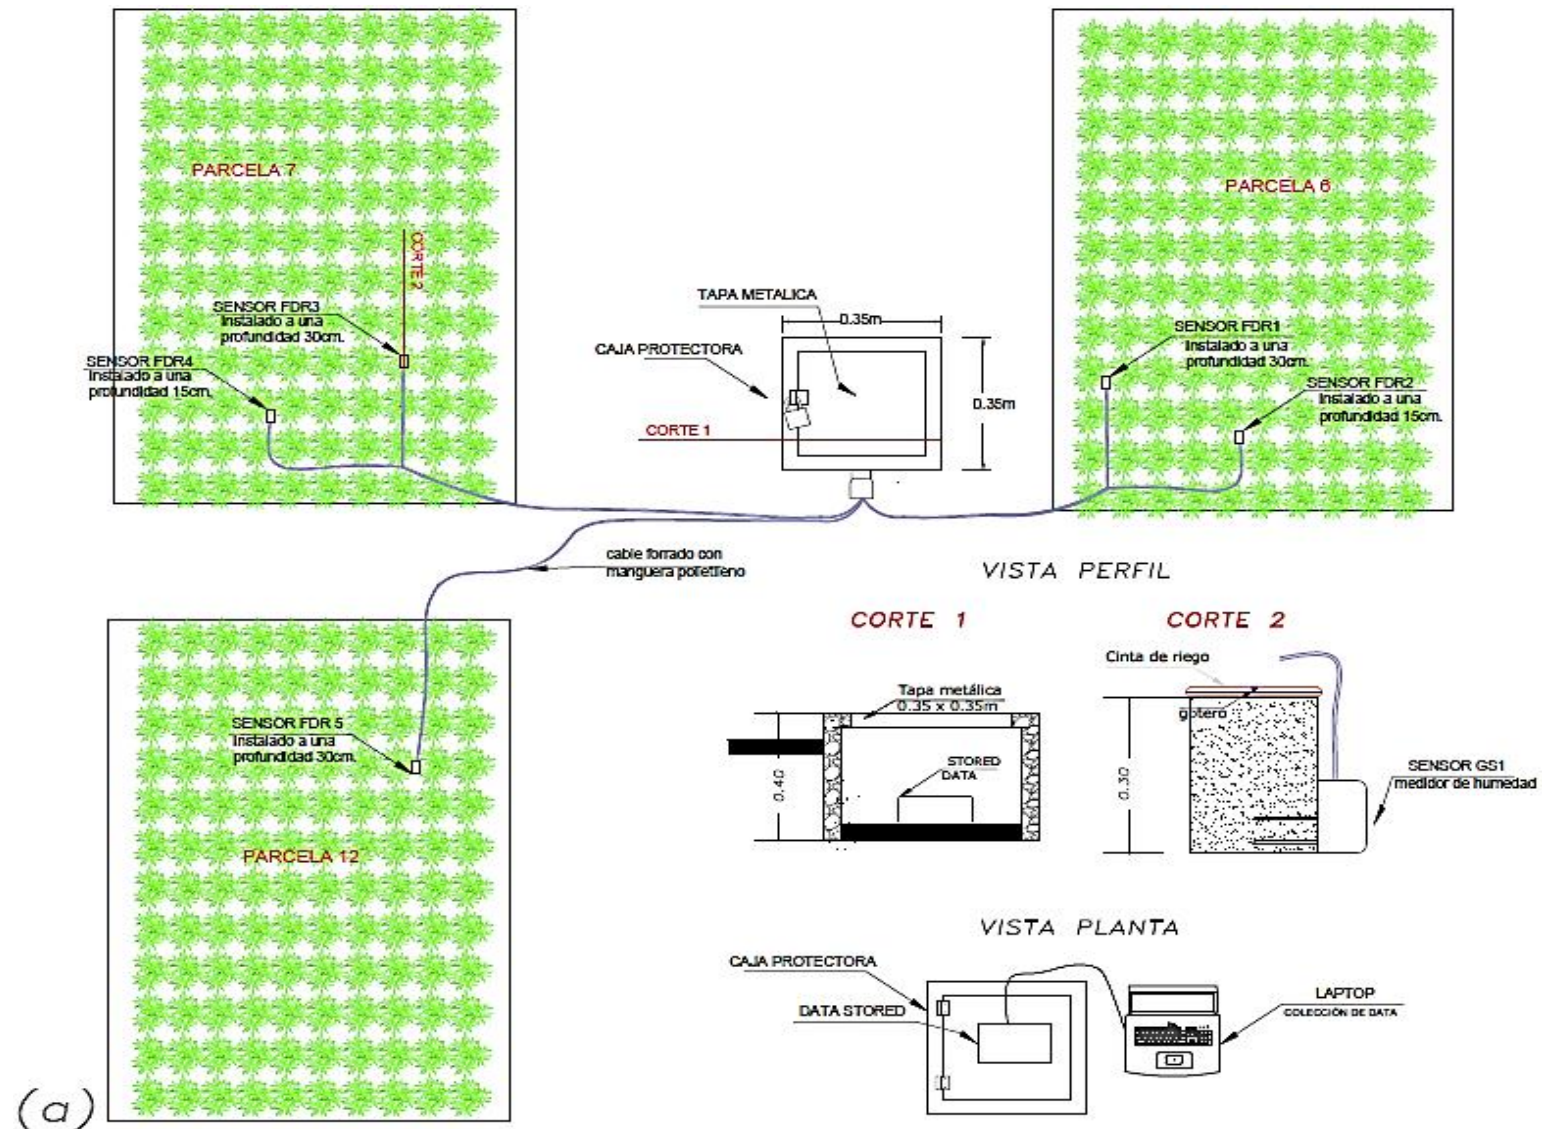 PARCELA 7
CORTE 2
SENSOR FDR3
Instalado a una
profundidad 30cm.
SENSOR FDR4
Instalado a una
profundidad 15cm.
TAPA METALICA
0.35m
CAJA PROTECTORA
0.35m
CORTE 1
PARCELA 6
SENSOR FDR1
Instalado a una
profundidad 30cm.
SENSOR FDR2
Instalado a una
profundidad 15cm.
cable forrado con
manguera polietileno
VISTA PERFIL
CORTE 1
Tapa metálica
0.35 x 0.35m
STORED
DATA
0.40
CORTE 2
Cinta de riego
gotero
0.30
SENSOR GS1
medidor de humedad
SENSOR FDR 5
Instalado a una
profundidad 30cm.
PARCELA 12
VISTA PLANTA
CAJA PROTECTORA
DATA STORED
LAPTOP
COLECCIÓN DE DATA
(a)